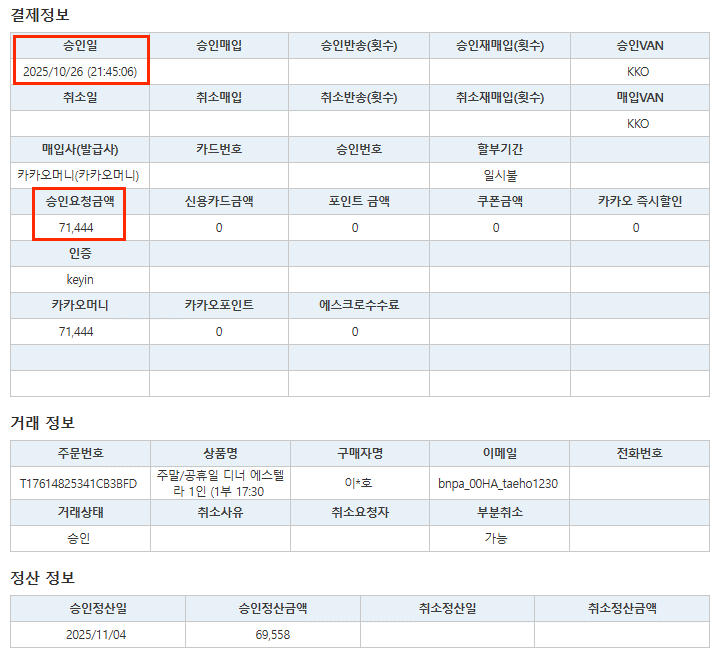 결제정보
승인일 승인매입 승인반송(횟수) 승인재매입(횟수) 승인VAN
2025/10/26 (21:45:06) KKO
취소일 취소매입 취소반송(횟수) 취소재매입(횟수) 매입VAN
KKO
매입사(발급사) 카드번호 승인번호 할부기간
카카오머니(카카오머니) 일시불
승인요청금액 신용카드금액 포인트 금액 쿠폰금액 카카오 즉시할인
71,444 0 0 0 0
인증
keyin
카카오머니 카카오포인트 에스크로수수료
71,444 0 0
거래 정보
주문번호 상품명 구매자명 이메일 전화번호
T17614825341CB3BFD 주말/공휴일 디너 에스텔
라 1인 (1부 17:30 이*호 bnpa_00HA_taeho1230
거래상태 취소사유 취소요청자 부분취소
승인 가능
정산 정보
승인정산일 승인정산금액 취소정산일 취소정산금액
2025/11/04 69,558